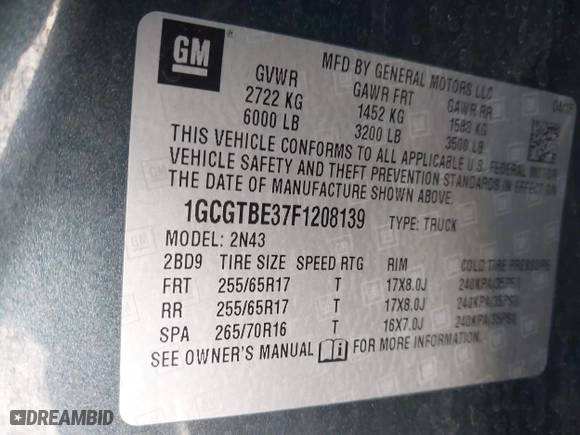 GM
MFD BY GENERAL MOTORS LLC
GVWR GAWR FRT GAWR RR
2722 KG 1452 KG 1588 KG
6000 LB 3200 LB 3500 LB
THIS VEHICLE CONFORMS TO ALL APPLICABLE U.S. FEDERAL MOTOR
VEHICLE SAFETY AND THEFT PREVENTION STANDARDS IN EFFECT ON
THE DATE OF MANUFACTURE SHOWN ABOVE.
1GCGTBE37F1208139 TYPE: TRUCK
MODEL: 2N43
2BD9 TIRE SIZE SPEED RTG RIM COLD TIRE PRESSURE
FRT 255/65R17 T 17X8.0J 240KPA(35PSI)
RR 255/65R17 T 17X8.0J 240KPA(35PSI)
SPA 265/70R16 T 16X7.0J 240KPA(35PSI)
SEE OWNER'S MANUAL FOR MORE INFORMATION.
DREAMBID